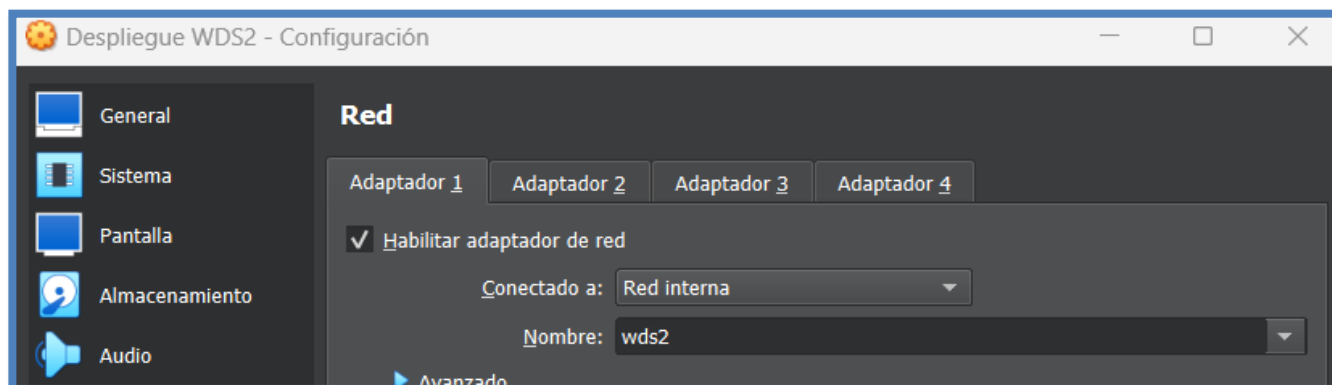 Despliegue WDS2 - Configuración
General
Sistema
Pantalla
Almacenamiento
Audio
Red
Adaptador 1 Adaptador 2 Adaptador 3 Adaptador 4
Habilitar adaptador de red
Conectado a: Red interna
Nombre: wds2
Avanzado